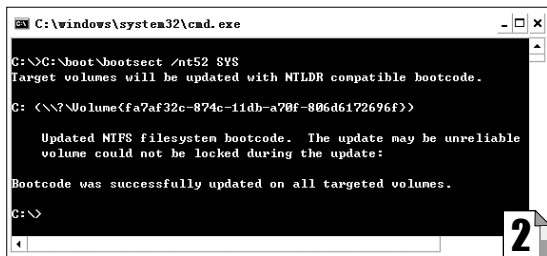 C:\windows\system32\cmd.exe
C:\>C:\boot\bootsect /nt52 SYS
Target volumes will be updated with NTLDR compatible bootcode.
C: (\\?\Volume{fa7af32c-874c-11db-a70f-806d6172696f})
Updated NTFS filesystem bootcode.  The update may be unreliable
volume could not be locked during the update:
Bootcode was successfully updated on all targeted volumes.
C:\>
2